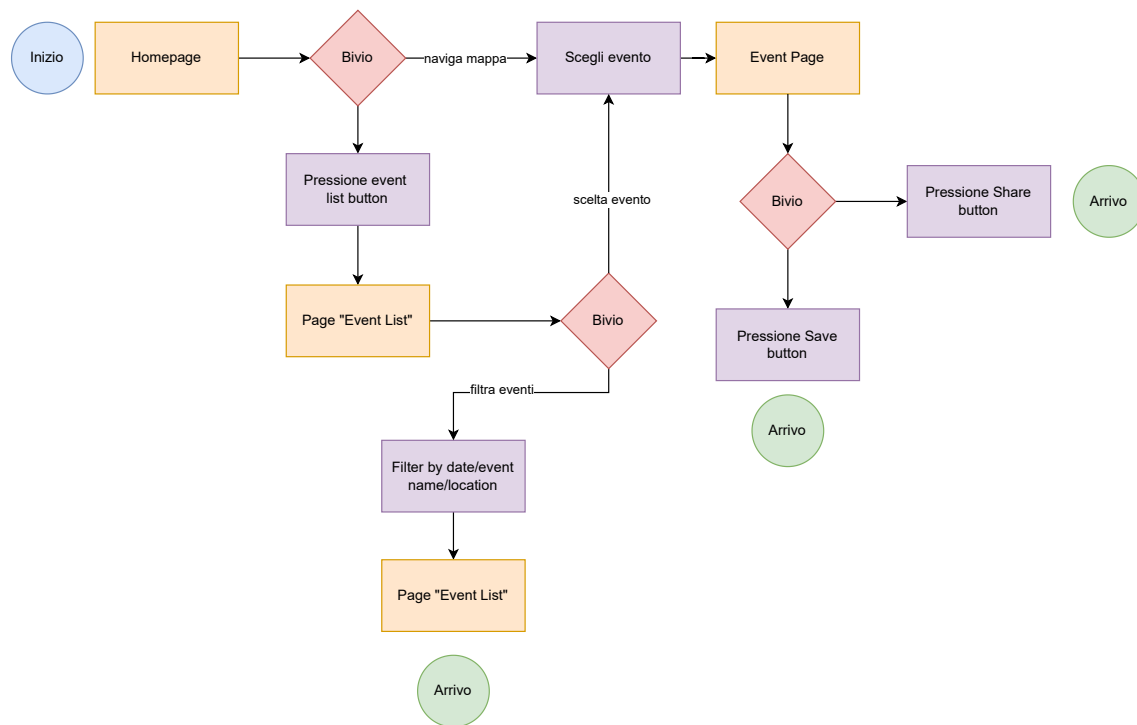 Inizio
Homepage
Bivio
naviga mappa
Scegli evento
Event Page
Pressione event
list button
scelta evento
Bivio
Pressione Share
button
Arrivo
Page "Event List"
Bivio
Pressione Save
button
filtra eventi
Arrivo
Filter by date/event
name/location
Page "Event List"
Arrivo